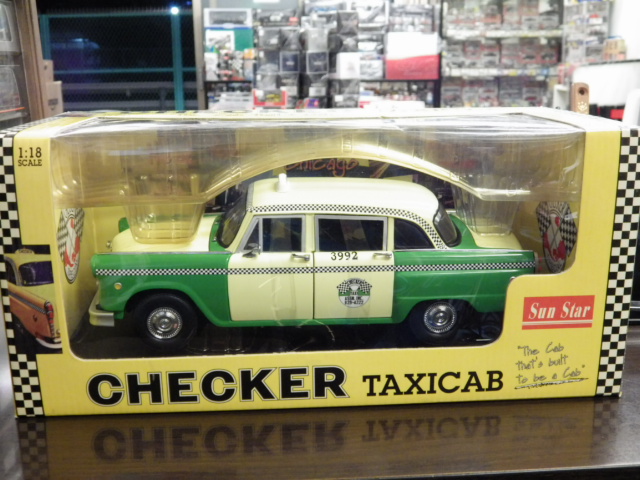 1:18
SCALE
Chicago
3992
Sun Star
"The Cab
that's built
to be a Cab"
CHECKER TAXICAB